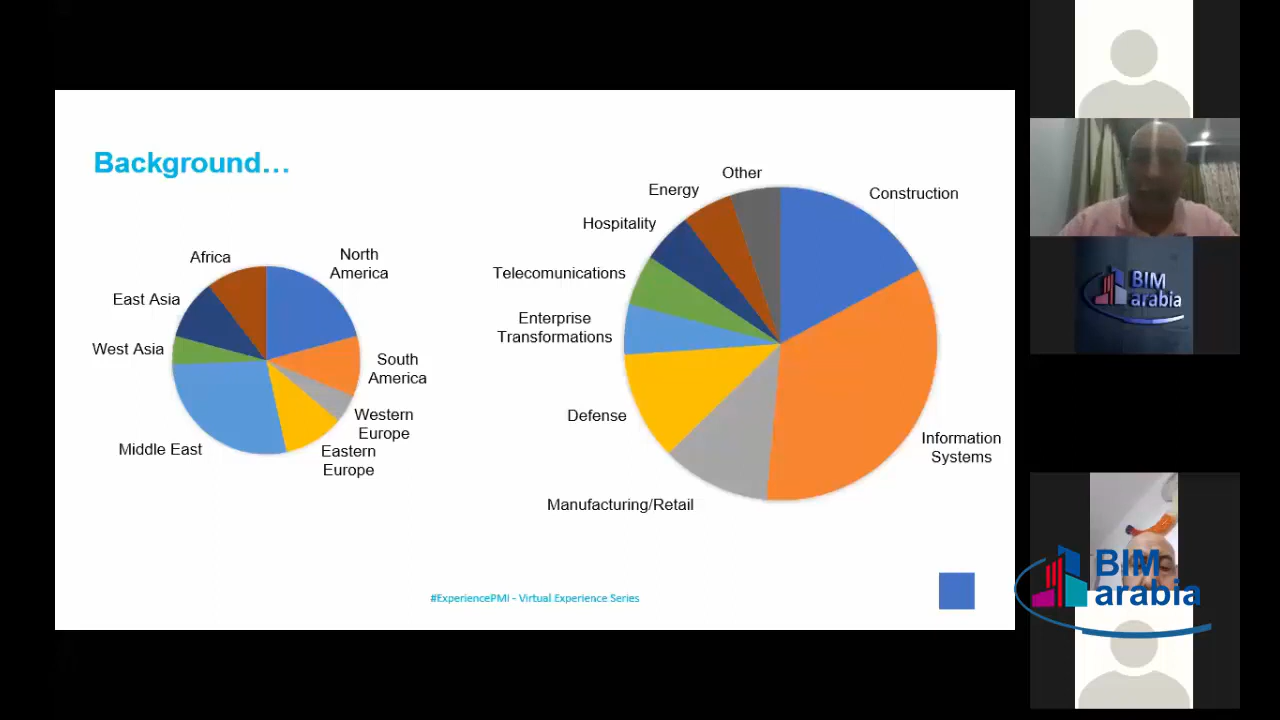 Background…
Africa
North
America
East Asia
West Asia
South
America
Western
Europe
Middle East
Eastern
Europe
Other
Energy
Construction
Hospitality
Telecomunications
Enterprise
Transformations
Defense
Information
Systems
Manufacturing/Retail
#ExperiencePMI - Virtual Experience Series
BIM
arabia
BIM
arabia